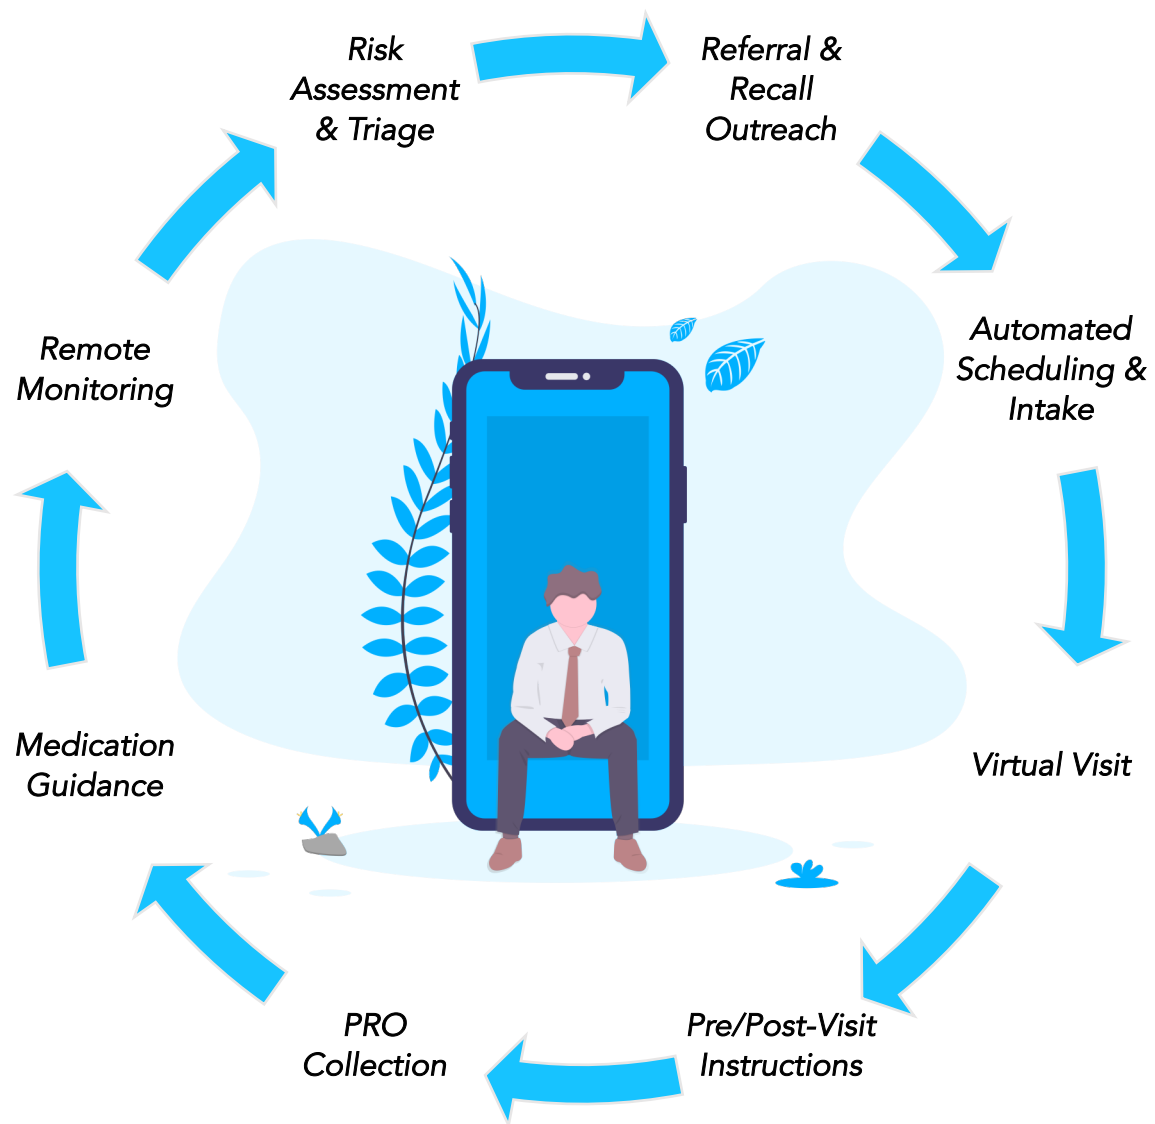 Risk
Assessment
& Triage
Referral &
Recall
Outreach
Automated
Scheduling &
Intake
Virtual Visit
Pre/Post-Visit
Instructions
PRO
Collection
Medication
Guidance
Remote
Monitoring